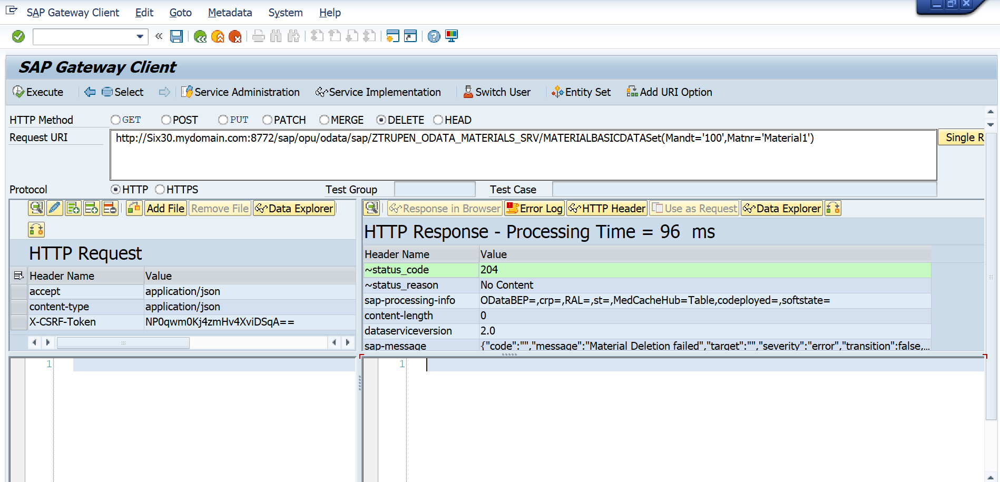 SAP Gateway Client Edit Goto Metadata System Help
SAP Gateway Client
Execute Select Service Administration Service Implementation Switch User Entity Set Add URI Option
HTTP Method GET POST PUT PATCH MERGE DELETE HEAD
Request URI http://Six30.mydomain.com:8772/sap/opu/odata/sap/ZTRUPEN_ODATA_MATERIALS_SRV/MATERIALBASICDATASet(Mandt='100',Matnr='Material1') Single R
Protocol HTTP HTTPS Test Group Test Case
Add File Remove File Data Explorer
HTTP Request
Header Name Value
accept application/json
content-type application/json
X-CSRF-Token NP0qwm0Kj4zmHv4XviDSqA==
1
Response in Browser Error Log HTTP Header Use as Request Data Explorer
HTTP Response - Processing Time = 96 ms
Header Name Value
~status_code 204
~status_reason No Content
sap-processing-info ODataBEP=,crp=,RAL=,st=,MedCacheHub=Table,codeployed=,softstate=
content-length 0
dataserviceversion 2.0
sap-message {"code":"","message":"Material Deletion failed","target":"","severity":"error","transition":false,...
1